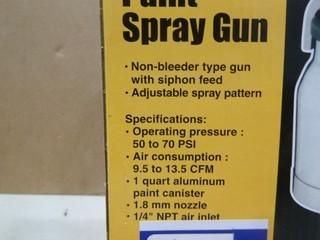 Paint
Spray Gun
• Non-bleeder type gun
with siphon feed
• Adjustable spray pattern
Specifications:
• Operating pressure :
50 to 70 PSI
• Air consumption :
9.5 to 13.5 CFM
• 1 quart aluminum
paint canister
• 1.8 mm nozzle
• 1/4" NPT air inlet